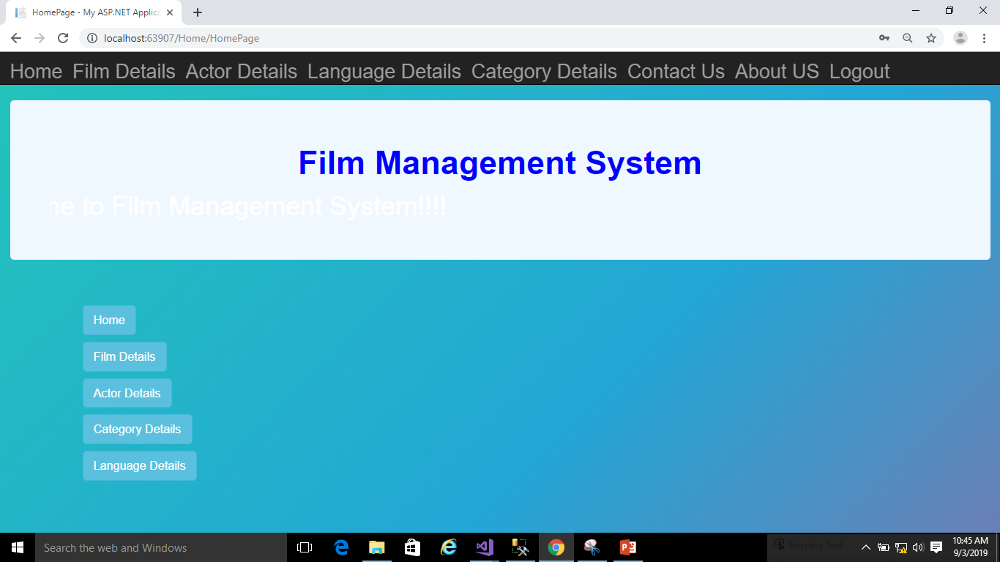 HomePage - My ASP.NET Applica
localhost:63907/Home/HomePage
Home Film Details Actor Details Language Details Category Details Contact Us About US Logout
Film Management System
ne to Film Management System!!!!
Home
Film Details
Actor Details
Category Details
Language Details
Search the web and Windows
Snipping Tool
10:45 AM
9/3/2019